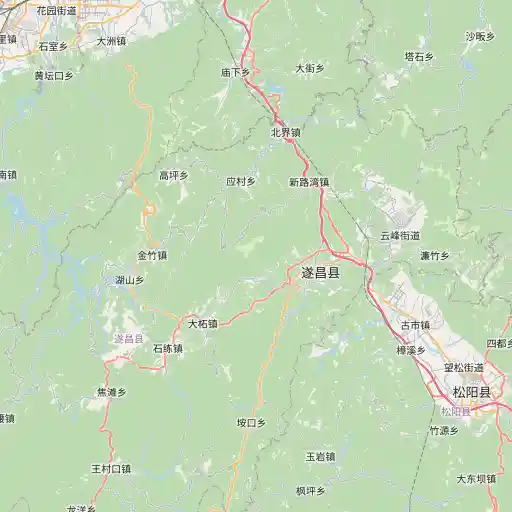 花园街道
里镇
石室乡
大洲镇
黄坛口乡
沙畈乡
塔石乡
庙下乡
大街乡
北界镇
南镇
高坪乡
应村乡
新路湾镇
云峰街道
金竹镇
濂竹乡
湖山乡
遂昌县
大柘镇
古市镇
遂昌县
石练镇
樟溪乡
四都乡
望松街道
焦滩乡
松阳县
松阳县
垵口乡
竹源乡
玉岩镇
王村口镇
大东坝镇
枫坪乡
龙洋乡